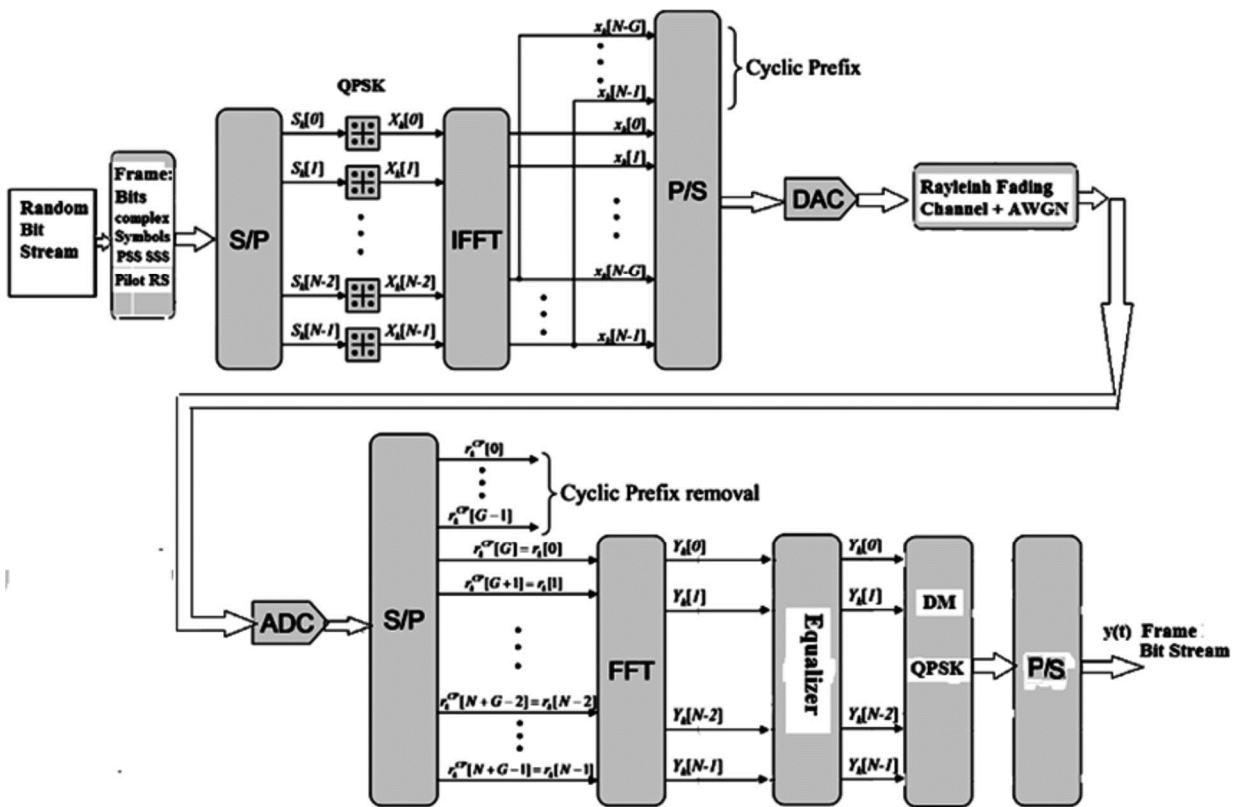 Random
Bit
Stream
Frame:
Bits
complex
Symbols
PSS SSS
Pilot RS
S/P
S_k[0]
S_k[1]
S_k[N-2]
S_k[N-1]
QPSK
X_k[0]
X_k[1]
X_k[N-2]
X_k[N-1]
IFFT
x_k[N-G]
x_k[N-1]
x_k[0]
x_k[1]
x_k[N-G]
x_k[N-1]
P/S
Cyclic Prefix
DAC
Rayleinh Fading
Channel + AWGN
ADC
S/P
r_k^CP[0]
r_k^CP[G-1]
Cyclic Prefix removal
r_k^CP[G]=r_k[0]
r_k^CP[G+1]=r_k[1]
r_k^CP[N+G-2]=r_k[N-2]
r_k^CP[N+G-1]=r_k[N-1]
FFT
Y_k[0]
Y_k[1]
Y_k[N-2]
Y_k[N-1]
Equalizer
Y_k[0]
Y_k[1]
Y_k[N-2]
Y_k[N-1]
DM
QPSK
P/S
y(t) Frame
Bit Stream